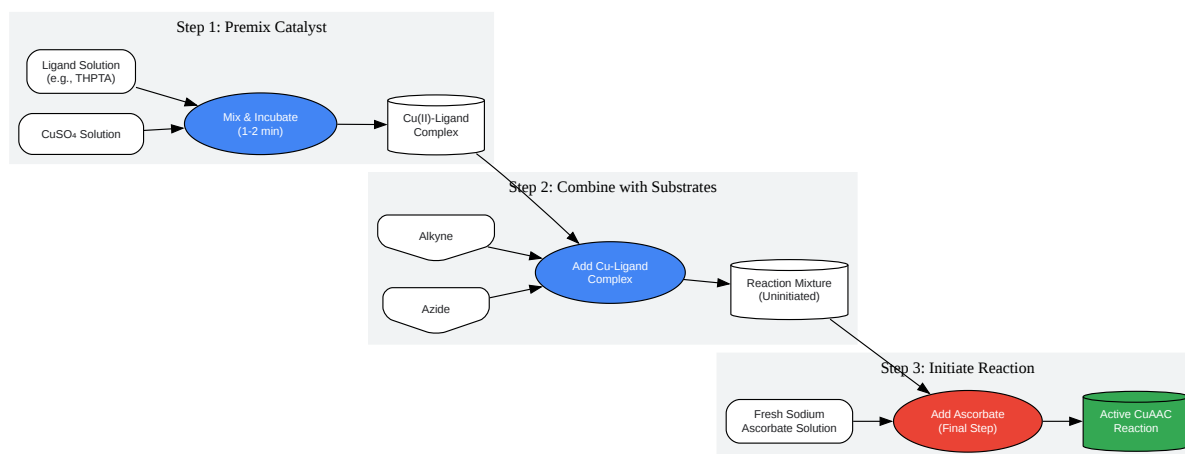 Step 1: Premix Catalyst
Ligand Solution
(e.g., THPTA)
CuSO₄ Solution
Mix & Incubate
(1-2 min)
Cu(II)-Ligand
Complex
Step 2: Combine with Substrates
Alkyne
Azide
Add Cu-Ligand
Complex
Reaction Mixture
(Uninitiated)
Step 3: Initiate Reaction
Fresh Sodium
Ascorbate Solution
Add Ascorbate
(Final Step)
Active CuAAC
Reaction